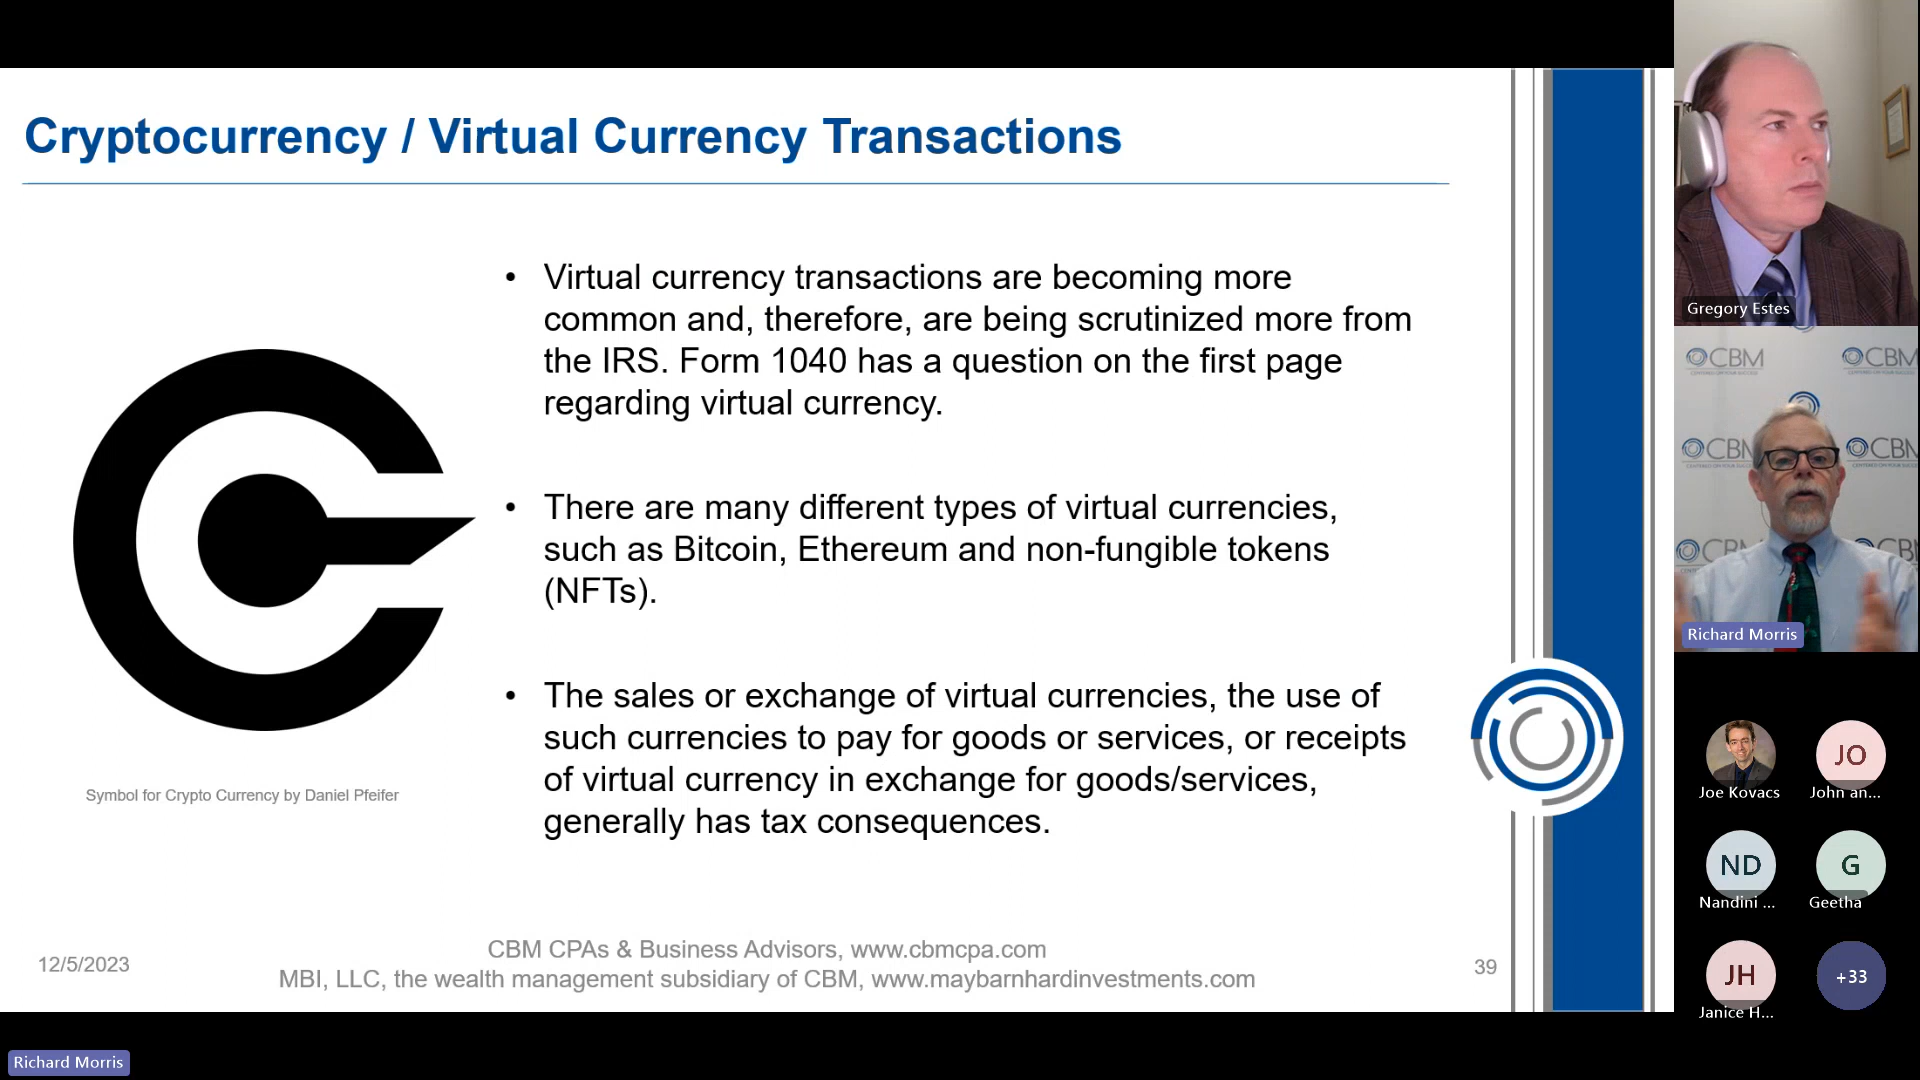 Cryptocurrency / Virtual Currency Transactions
• Virtual currency transactions are becoming more
common and, therefore, are being scrutinized more from
the IRS. Form 1040 has a question on the first page
regarding virtual currency.
• There are many different types of virtual currencies,
such as Bitcoin, Ethereum and non-fungible tokens
(NFTs).
• The sales or exchange of virtual currencies, the use of
such currencies to pay for goods or services, or receipts
of virtual currency in exchange for goods/services,
generally has tax consequences.
Symbol for Crypto Currency by Daniel Pfeifer
12/5/2023
CBM CPAs & Business Advisors, www.cbmcpa.com
MBI, LLC, the wealth management subsidiary of CBM, www.maybarnhardinvestments.com
39
Gregory Estes
CBM
CBM
CBM
CBM
CBM
CBM
Richard Morris
Joe Kovacs
JO
John an...
ND
Nandini ...
G
Geetha
JH
Janice H...
+33
Richard Morris